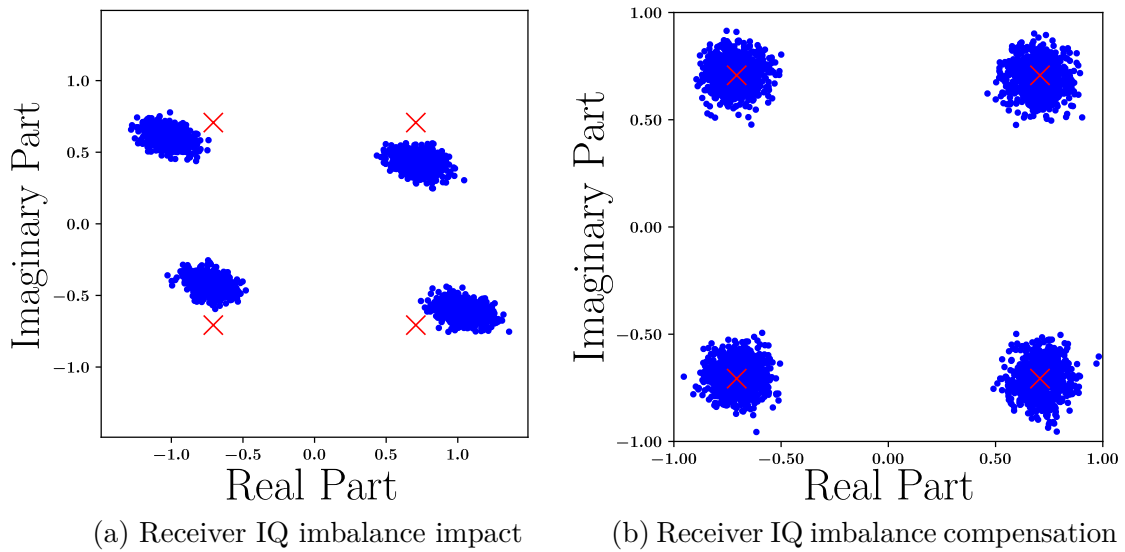 Imaginary Part
1.0
0.5
0.0
−0.5
−1.0
−1.0 −0.5 0.0 0.5 1.0
Real Part
(a) Receiver IQ imbalance impact
Imaginary Part
1.00
0.50
0.00
−0.50
−1.00
−1.00 −0.50 0.00 0.50 1.00
Real Part
(b) Receiver IQ imbalance compensation